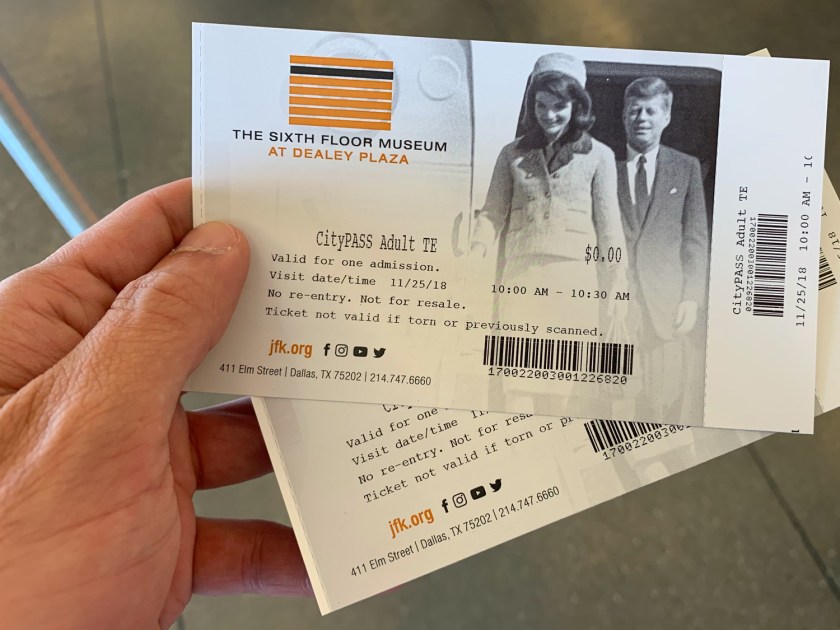 THE SIXTH FLOOR MUSEUM
AT DEALEY PLAZA
CityPASS Adult TE
$0.00
Valid for one admission.
Visit date/time 11/25/18 10:00 AM - 10:30 AM
No re-entry. Not for resale.
Ticket not valid if torn or previously scanned.
jfk.org
170022003001226820
411 Elm Street | Dallas, TX 75202 | 214.747.6660
CityPASS Adult TE
170022003001226820
11/25/18 10:00 AM -
Valid for one
Visit date/time
No re-entry. Not for
Ticket not valid if torn or
jfk.org
411 Elm Street | Dallas, TX 75202 | 214.747.6660